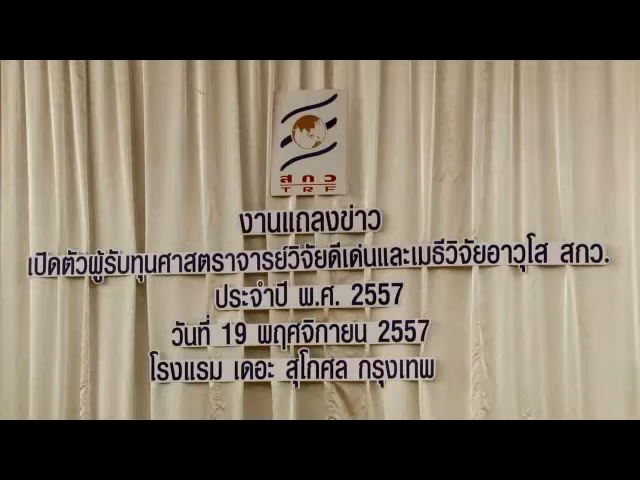 สกว
TRF
งานแถลงข่าว
เปิดตัวผู้รับทุนศาสตราจารย์วิจัยดีเด่นและเมธีวิจัยอาวุโส สกว.
ประจำปี พ.ศ. 2557
วันที่ 19 พฤศจิกายน 2557
โรงแรม เดอะ สุโกศล กรุงเทพ